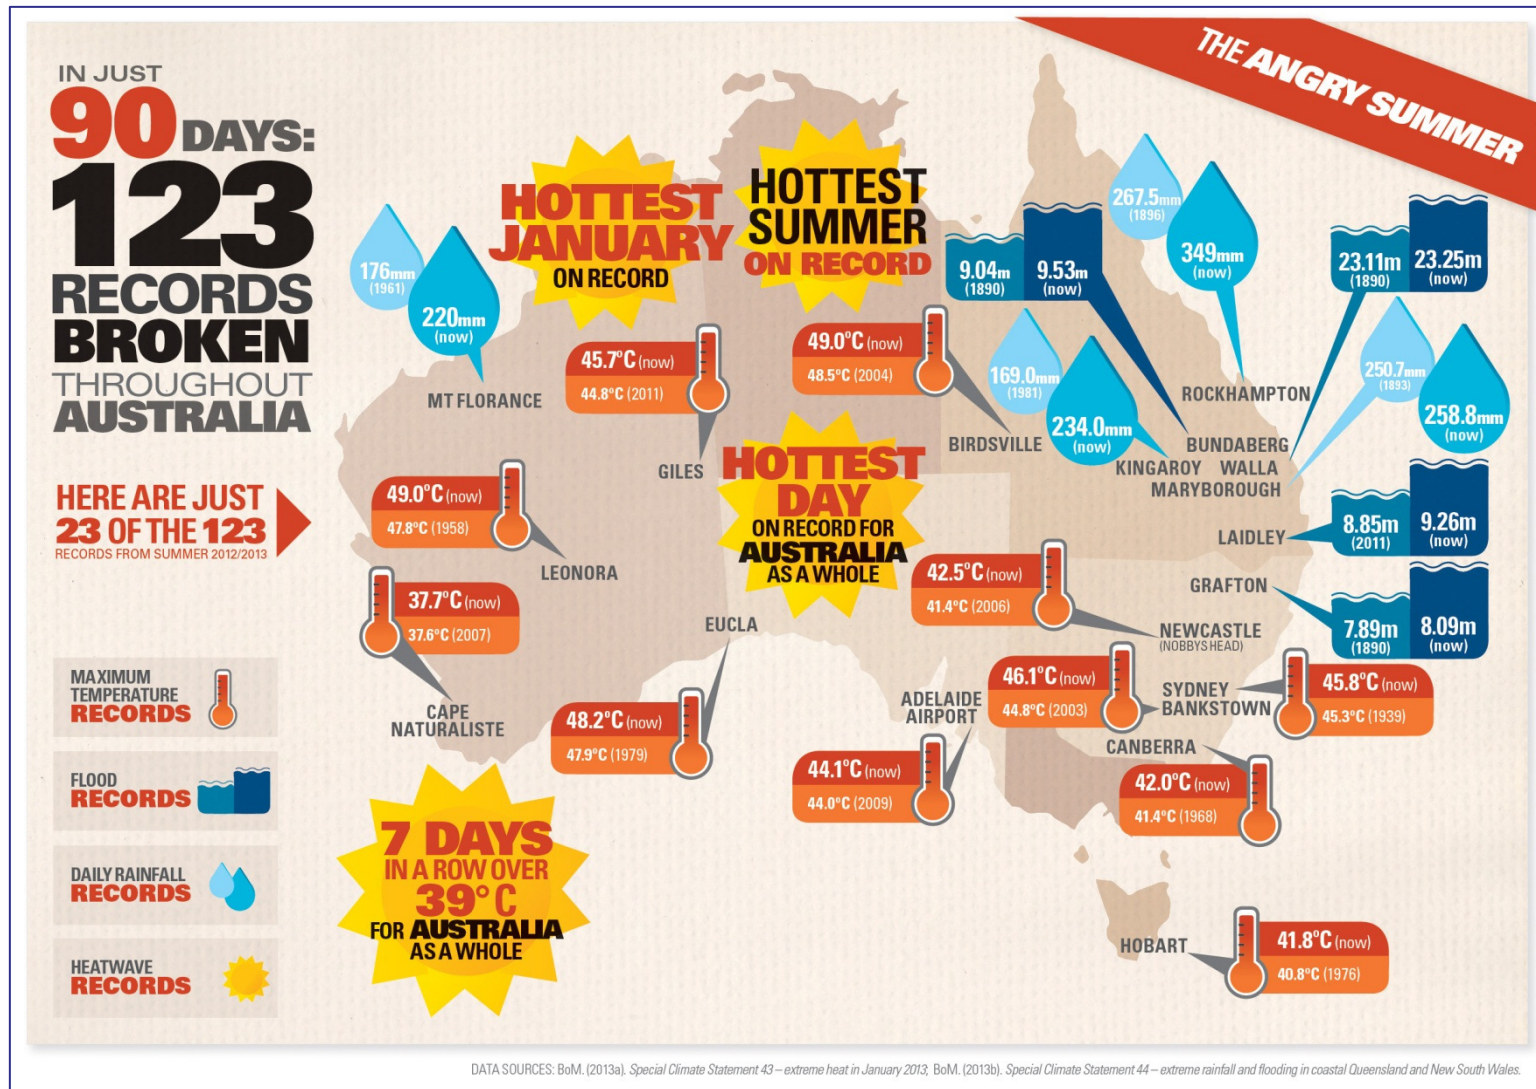 THE ANGRY SUMMER
IN JUST
90 DAYS:
123
RECORDS
BROKEN
THROUGHOUT
AUSTRALIA
HERE ARE JUST
23 OF THE 123
RECORDS FROM SUMMER 2012/2013
MAXIMUM
TEMPERATURE
RECORDS
FLOOD
RECORDS
DAILY RAINFALL
RECORDS
HEATWAVE
RECORDS
HOTTEST
JANUARY
ON RECORD
HOTTEST
SUMMER
ON RECORD
HOTTEST
DAY
ON RECORD FOR
AUSTRALIA
AS A WHOLE
7 DAYS
IN A ROW OVER
39°C
FOR AUSTRALIA
AS A WHOLE
176mm
(1961)
220mm
(now)
MT FLORANCE
45.7°C (now)
44.8°C (2011)
GILES
49.0°C (now)
48.5°C (2004)
BIRDSVILLE
9.04m
(1890)
9.53m
(now)
BUNDABERG
267.5mm
(1896)
349mm
(now)
ROCKHAMPTON
23.11m
(1890)
23.25m
(now)
WALLA
169.0mm
(1981)
234.0mm
(now)
KINGAROY
250.7mm
(1893)
258.8mm
(now)
MARYBOROUGH
LAIDLEY
8.85m
(2011)
9.26m
(now)
GRAFTON
7.89m
(1890)
8.09m
(now)
49.0°C (now)
47.8°C (1958)
LEONORA
37.7°C (now)
37.6°C (2007)
CAPE
NATURALISTE
EUCLA
48.2°C (now)
47.9°C (1979)
42.5°C (now)
41.4°C (2006)
NEWCASTLE
(NOBBYS HEAD)
46.1°C (now)
44.8°C (2003)
BANKSTOWN
SYDNEY
45.8°C (now)
45.3°C (1939)
ADELAIDE
AIRPORT
44.1°C (now)
44.0°C (2009)
CANBERRA
42.0°C (now)
41.4°C (1968)
HOBART
41.8°C (now)
40.8°C (1976)
DATA SOURCES: BoM. (2013a). Special Climate Statement 43 – extreme heat in January 2013; BoM. (2013b). Special Climate Statement 44 – extreme rainfall and flooding in coastal Queensland and New South Wales.